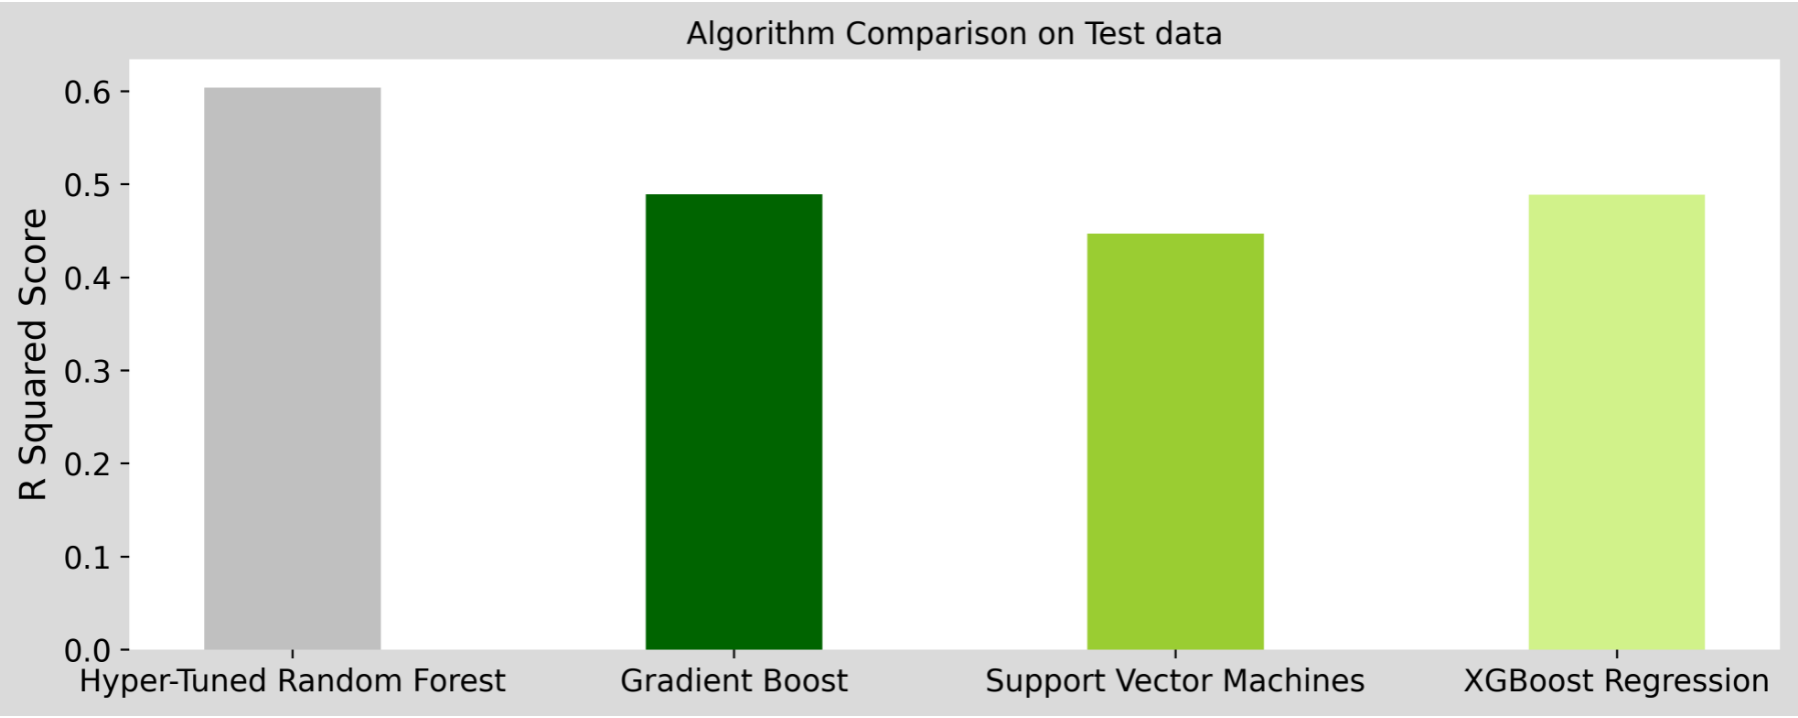 Algorithm Comparison on Test data
R Squared Score
0.6
0.5
0.4
0.3
0.2
0.1
0.0
Hyper-Tuned Random Forest
Gradient Boost
Support Vector Machines
XGBoost Regression